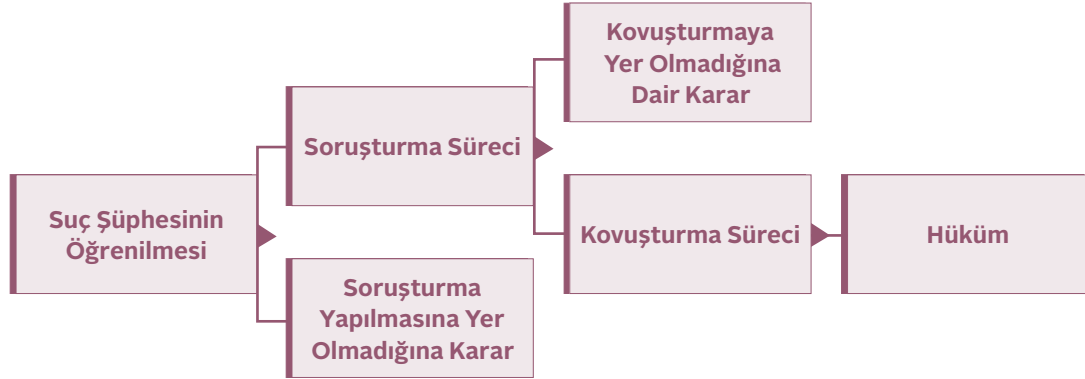 Suç Şüphesinin
Öğrenilmesi
Soruşturma Süreci
Soruşturma
Yapılmasına Yer
Olmadığına Karar
Kovuşturmaya
Yer Olmadığına
Dair Karar
Kovuşturma Süreci
Hüküm